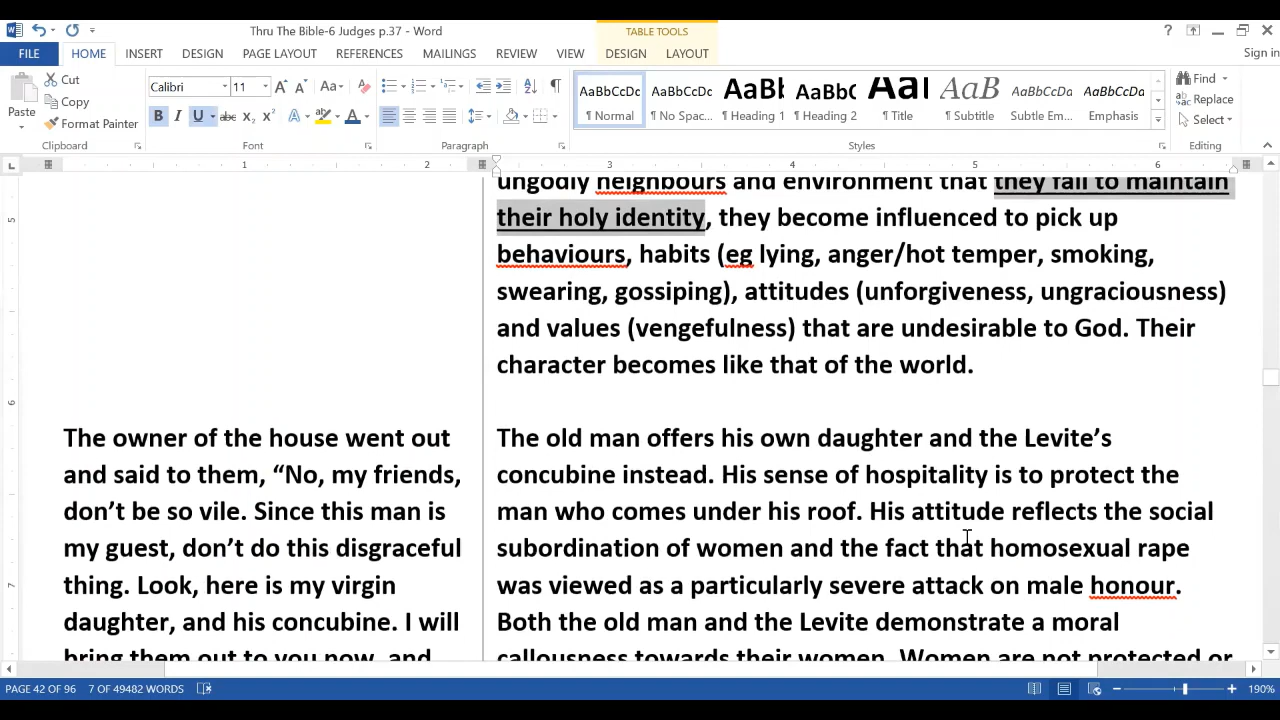 Thru The Bible-6 Judges p.37 - Word
TABLE TOOLS
Sign in
FILE HOME INSERT DESIGN PAGE LAYOUT REFERENCES MAILINGS REVIEW VIEW DESIGN LAYOUT
Paste
Cut
Copy
Format Painter
Clipboard
Calibri 11
Font
Paragraph
AaBbCcDc AaBbCcDc AaBb AaBbC AaB AaBbCcDa AaBbCcDa
¶ Normal ¶ No Spac... ¶ Heading 1 ¶ Heading 2 ¶ Title ¶ Subtitle Subtle Em... Emphasis
Styles
Find
Replace
Select
Editing
1 2 3 4 5 6
5
6
7
ungodly neighbours and environment that they fail to maintain
their holy identity, they become influenced to pick up
behaviours, habits (eg lying, anger/hot temper, smoking,
swearing, gossiping), attitudes (unforgiveness, ungraciousness)
and values (vengefulness) that are undesirable to God. Their
character becomes like that of the world.
The owner of the house went out
and said to them, “No, my friends,
don’t be so vile. Since this man is
my guest, don’t do this disgraceful
thing. Look, here is my virgin
daughter, and his concubine. I will
bring them out to you now, and
The old man offers his own daughter and the Levite’s
concubine instead. His sense of hospitality is to protect the
man who comes under his roof. His attitude reflects the social
subordination of women and the fact that homosexual rape
was viewed as a particularly severe attack on male honour.
Both the old man and the Levite demonstrate a moral
callousness towards their women. Women are not protected or
PAGE 42 OF 96 7 OF 49482 WORDS 190%